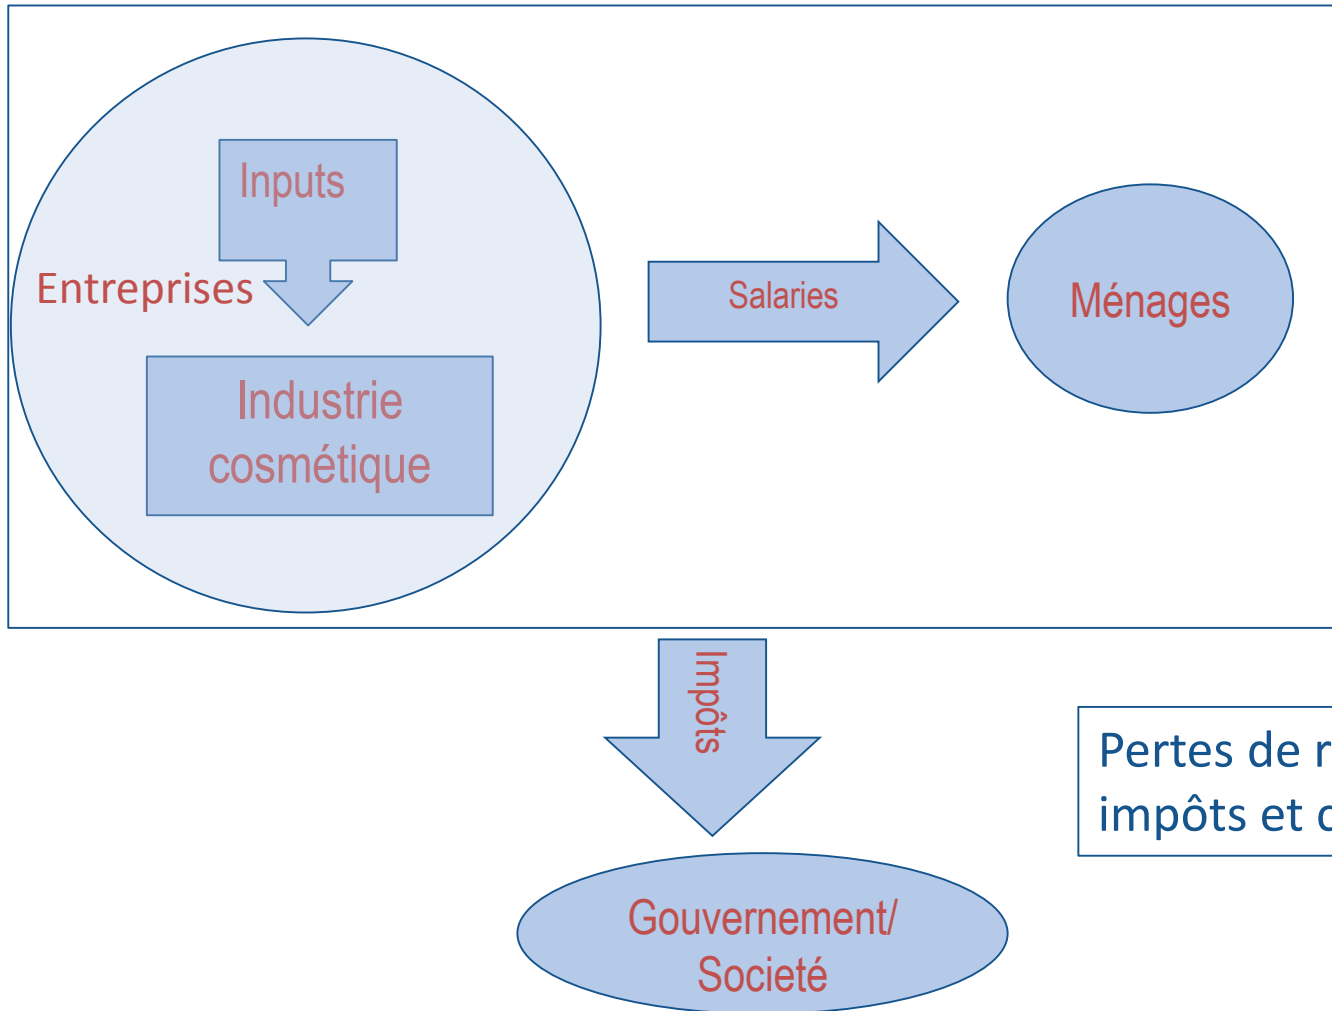 Inputs
Entreprises
Industrie
cosmétique
Salaries
Ménages
Impôts
Pertes de
impôts et
Gouvernement/
Societé